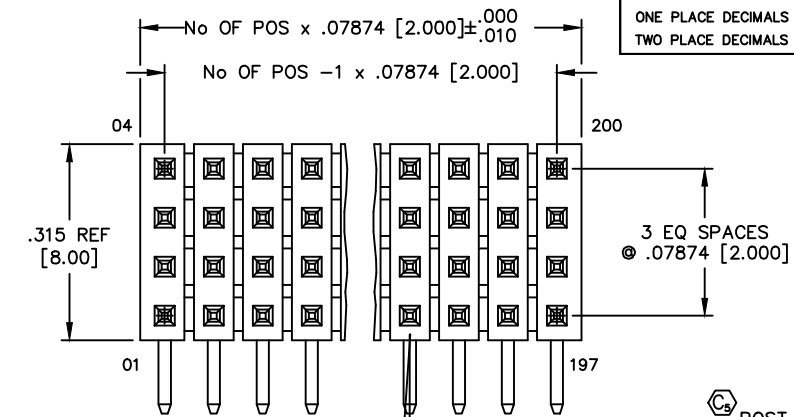 No OF POS x .07874 [2.000]±.000
.010
ONE PLACE DECIMALS
TWO PLACE DECIMALS
No OF POS -1 x .07874 [2.000]
04
200
.315 REF
[8.00]
3 EQ SPACES
@ .07874 [2.000]
01
197
C5
POST